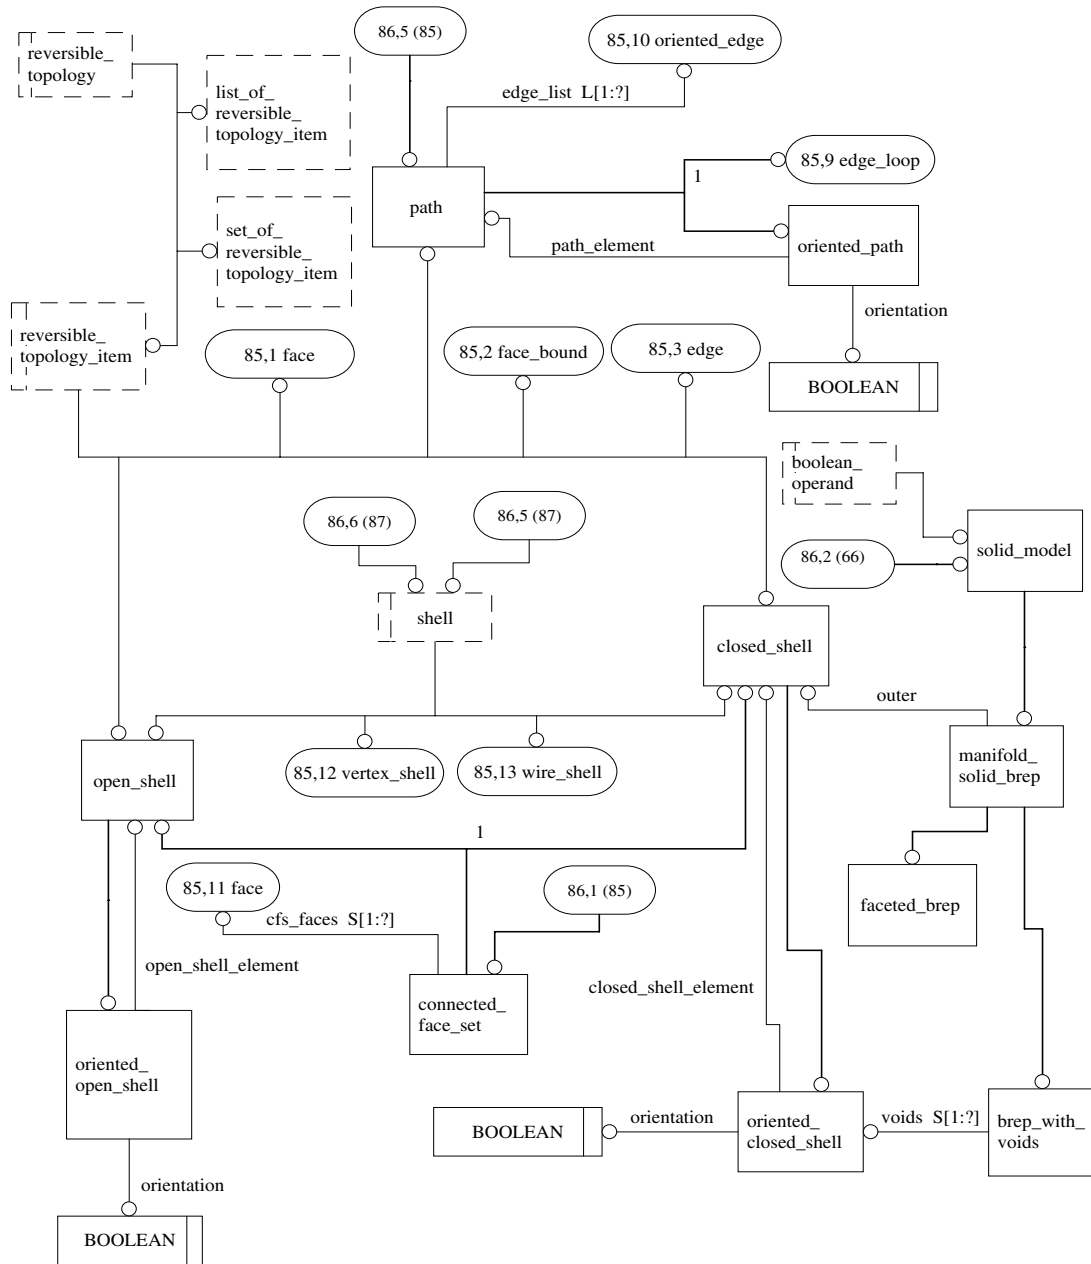 86,5 (85)
85,10 oriented_edge
reversible_
topology
list_of_
reversible_
topology_item
edge_list L[1:?]
85,9 edge_loop
1
path
set_of_
reversible_
topology_item
path_element
oriented_path
orientation
reversible_
topology_item
85,1 face
85,2 face_bound
85,3 edge
BOOLEAN
boolean_
operand
86,6 (87)
86,5 (87)
solid_model
86,2 (66)
shell
closed_shell
outer
open_shell
85,12 vertex_shell
85,13 wire_shell
manifold_
solid_brep
1
85,11 face
86,1 (85)
faceted_brep
cfs_faces S[1:?]
open_shell_element
closed_shell_element
connected_
face_set
oriented_
open_shell
BOOLEAN
orientation
oriented_
closed_shell
voids S[1:?]
brep_with_
voids
orientation
BOOLEAN